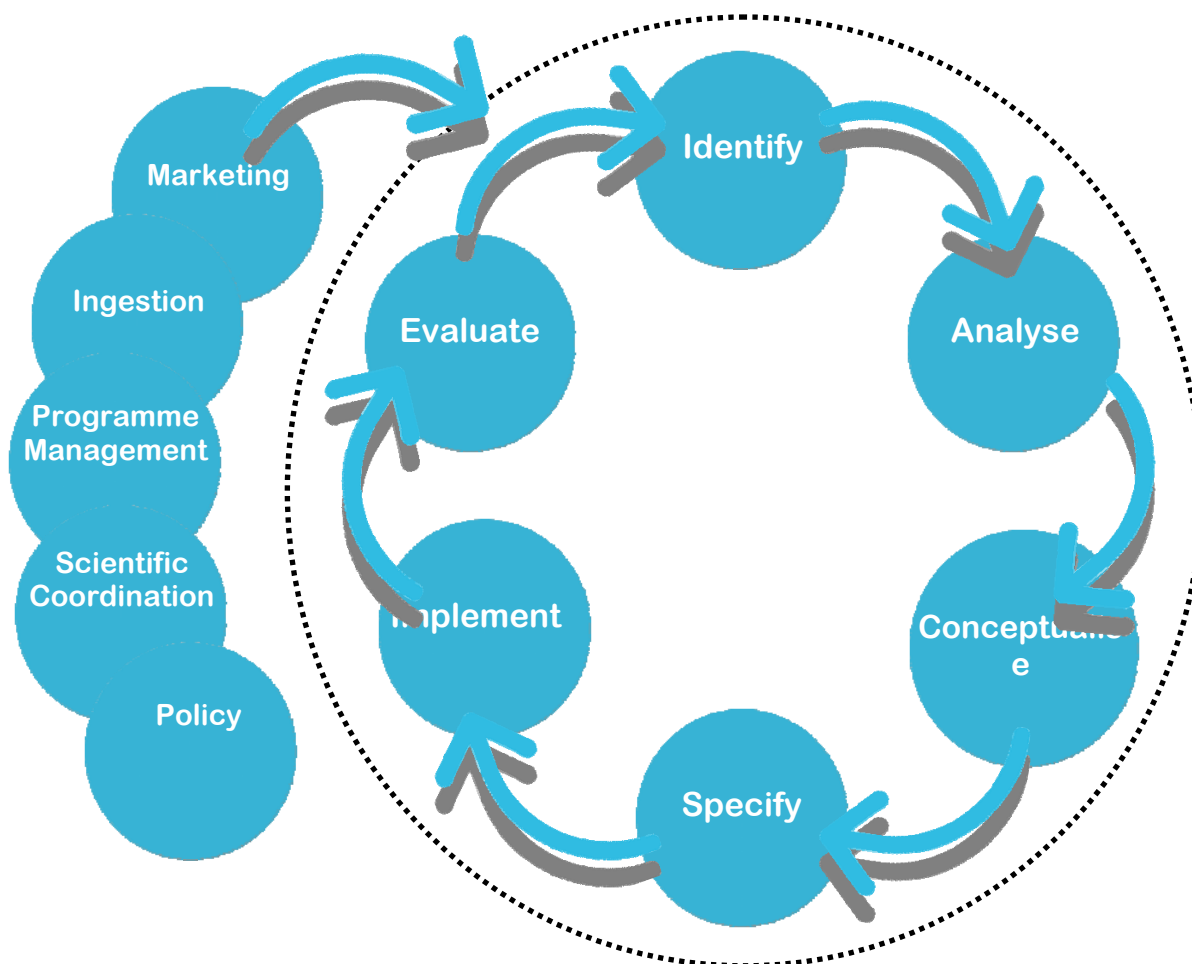 Marketing
Ingestion
Programme
Management
Scientific
Coordination
Policy
Identify
Analyse
Conceptualis
e
Specify
Implement
Evaluate